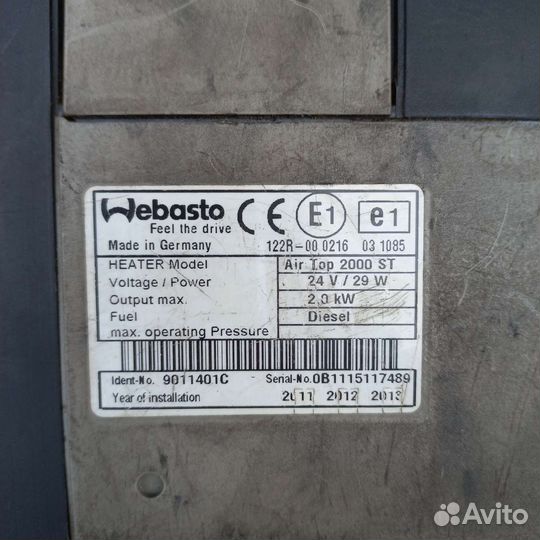 Webasto
Feel the drive
CE E1 e1
Made in Germany 122R-00 0216 03 1085
HEATER Model Air Top 2000 ST
Voltage / Power 24 V / 29 W
Output max. 2.0 kW
Fuel Diesel
max. operating Pressure
Ident-No. 9011401C Serial-No.0B1115117489
Year of installation 2011 2012 2013
Avito